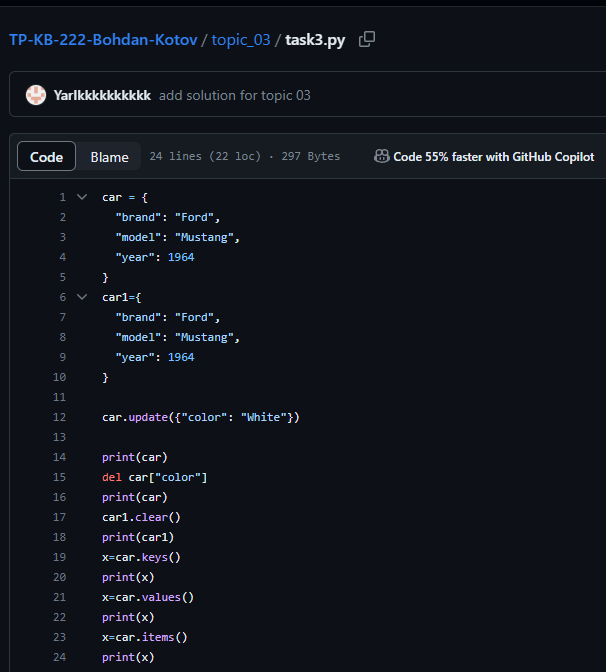 TP-KB-222-Bohdan-Kotov / topic_03 / task3.py
Yarlkkkkkkkkkk add solution for topic 03
Code Blame 24 lines (22 loc) · 297 Bytes Code 55% faster with GitHub Copilot
1 car = {
2 "brand": "Ford",
3 "model": "Mustang",
4 "year": 1964
5 }
6 car1={
7 "brand": "Ford",
8 "model": "Mustang",
9 "year": 1964
10 }
11
12 car.update({"color": "White"})
13
14 print(car)
15 del car["color"]
16 print(car)
17 car1.clear()
18 print(car1)
19 x=car.keys()
20 print(x)
21 x=car.values()
22 print(x)
23 x=car.items()
24 print(x)